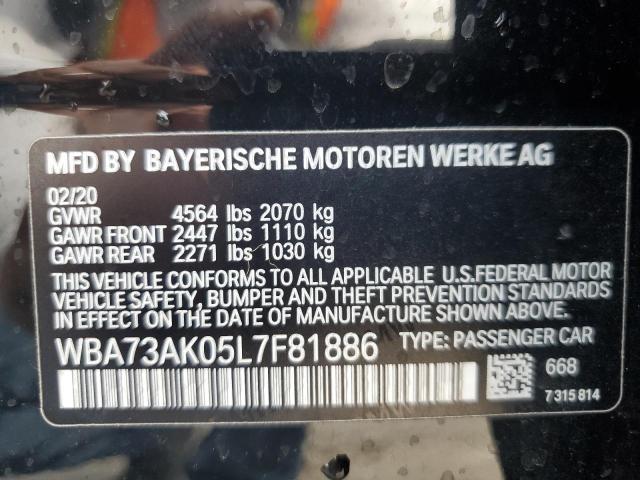 MFD BY BAYERISCHE MOTOREN WERKE AG
02/20
GVWR 4564 lbs 2070 kg
GAWR FRONT 2447 lbs 1110 kg
GAWR REAR 2271 lbs 1030 kg
THIS VEHICLE CONFORMS TO ALL APPLICABLE U.S.FEDERAL MOTOR
VEHICLE SAFETY, BUMPER AND THEFT PREVENTION STANDARDS
IN EFFECT ON THE DATE OF MANUFACTURE SHOWN ABOVE.
WBA73AK05L7F81886 TYPE: PASSENGER CAR
668
7 315 814